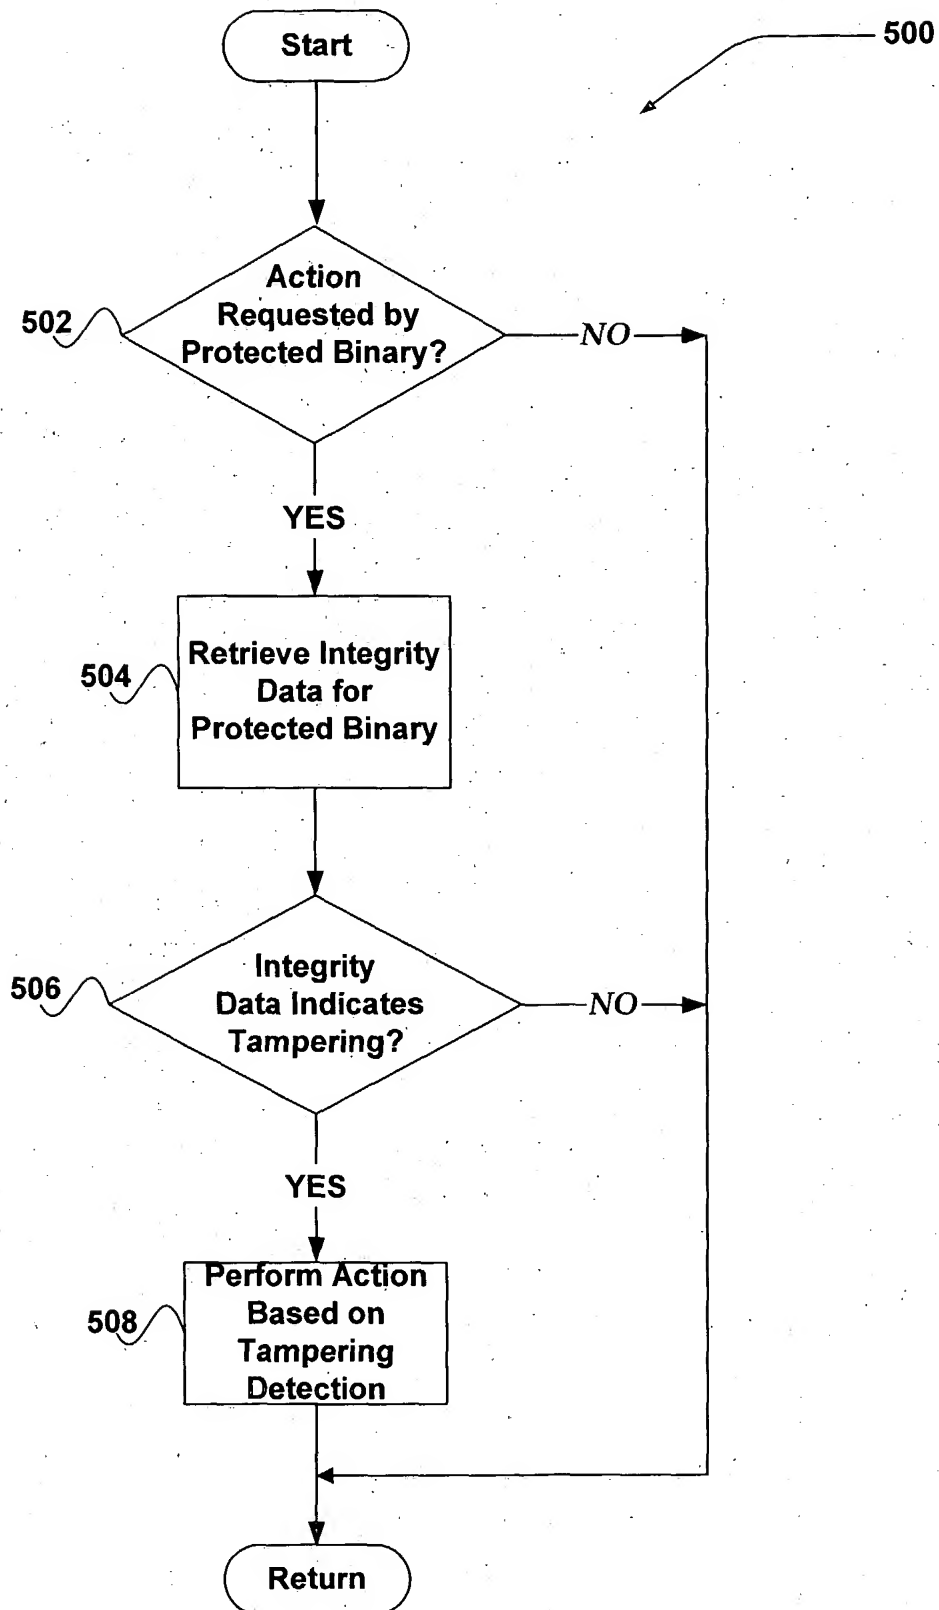 Start
500
502
Action
Requested by
Protected Binary?
NO
YES
504
Retrieve Integrity
Data for
Protected Binary
506
Integrity
Data Indicates
Tampering?
NO
YES
508
Perform Action
Based on
Tampering
Detection
Return